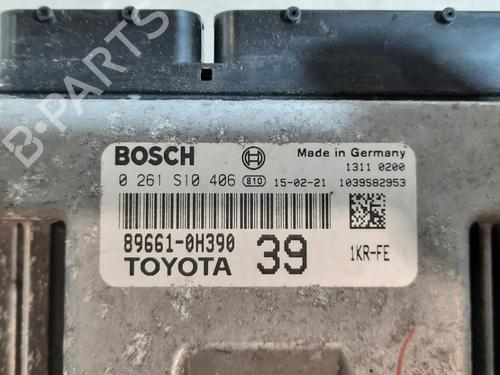 BOSCH Made in Germany
1311 0200
0 261 S10 406 810 15-02-21 1039S82953
89661-0H390 39 1KR-FE
TOYOTA
B-PARTS